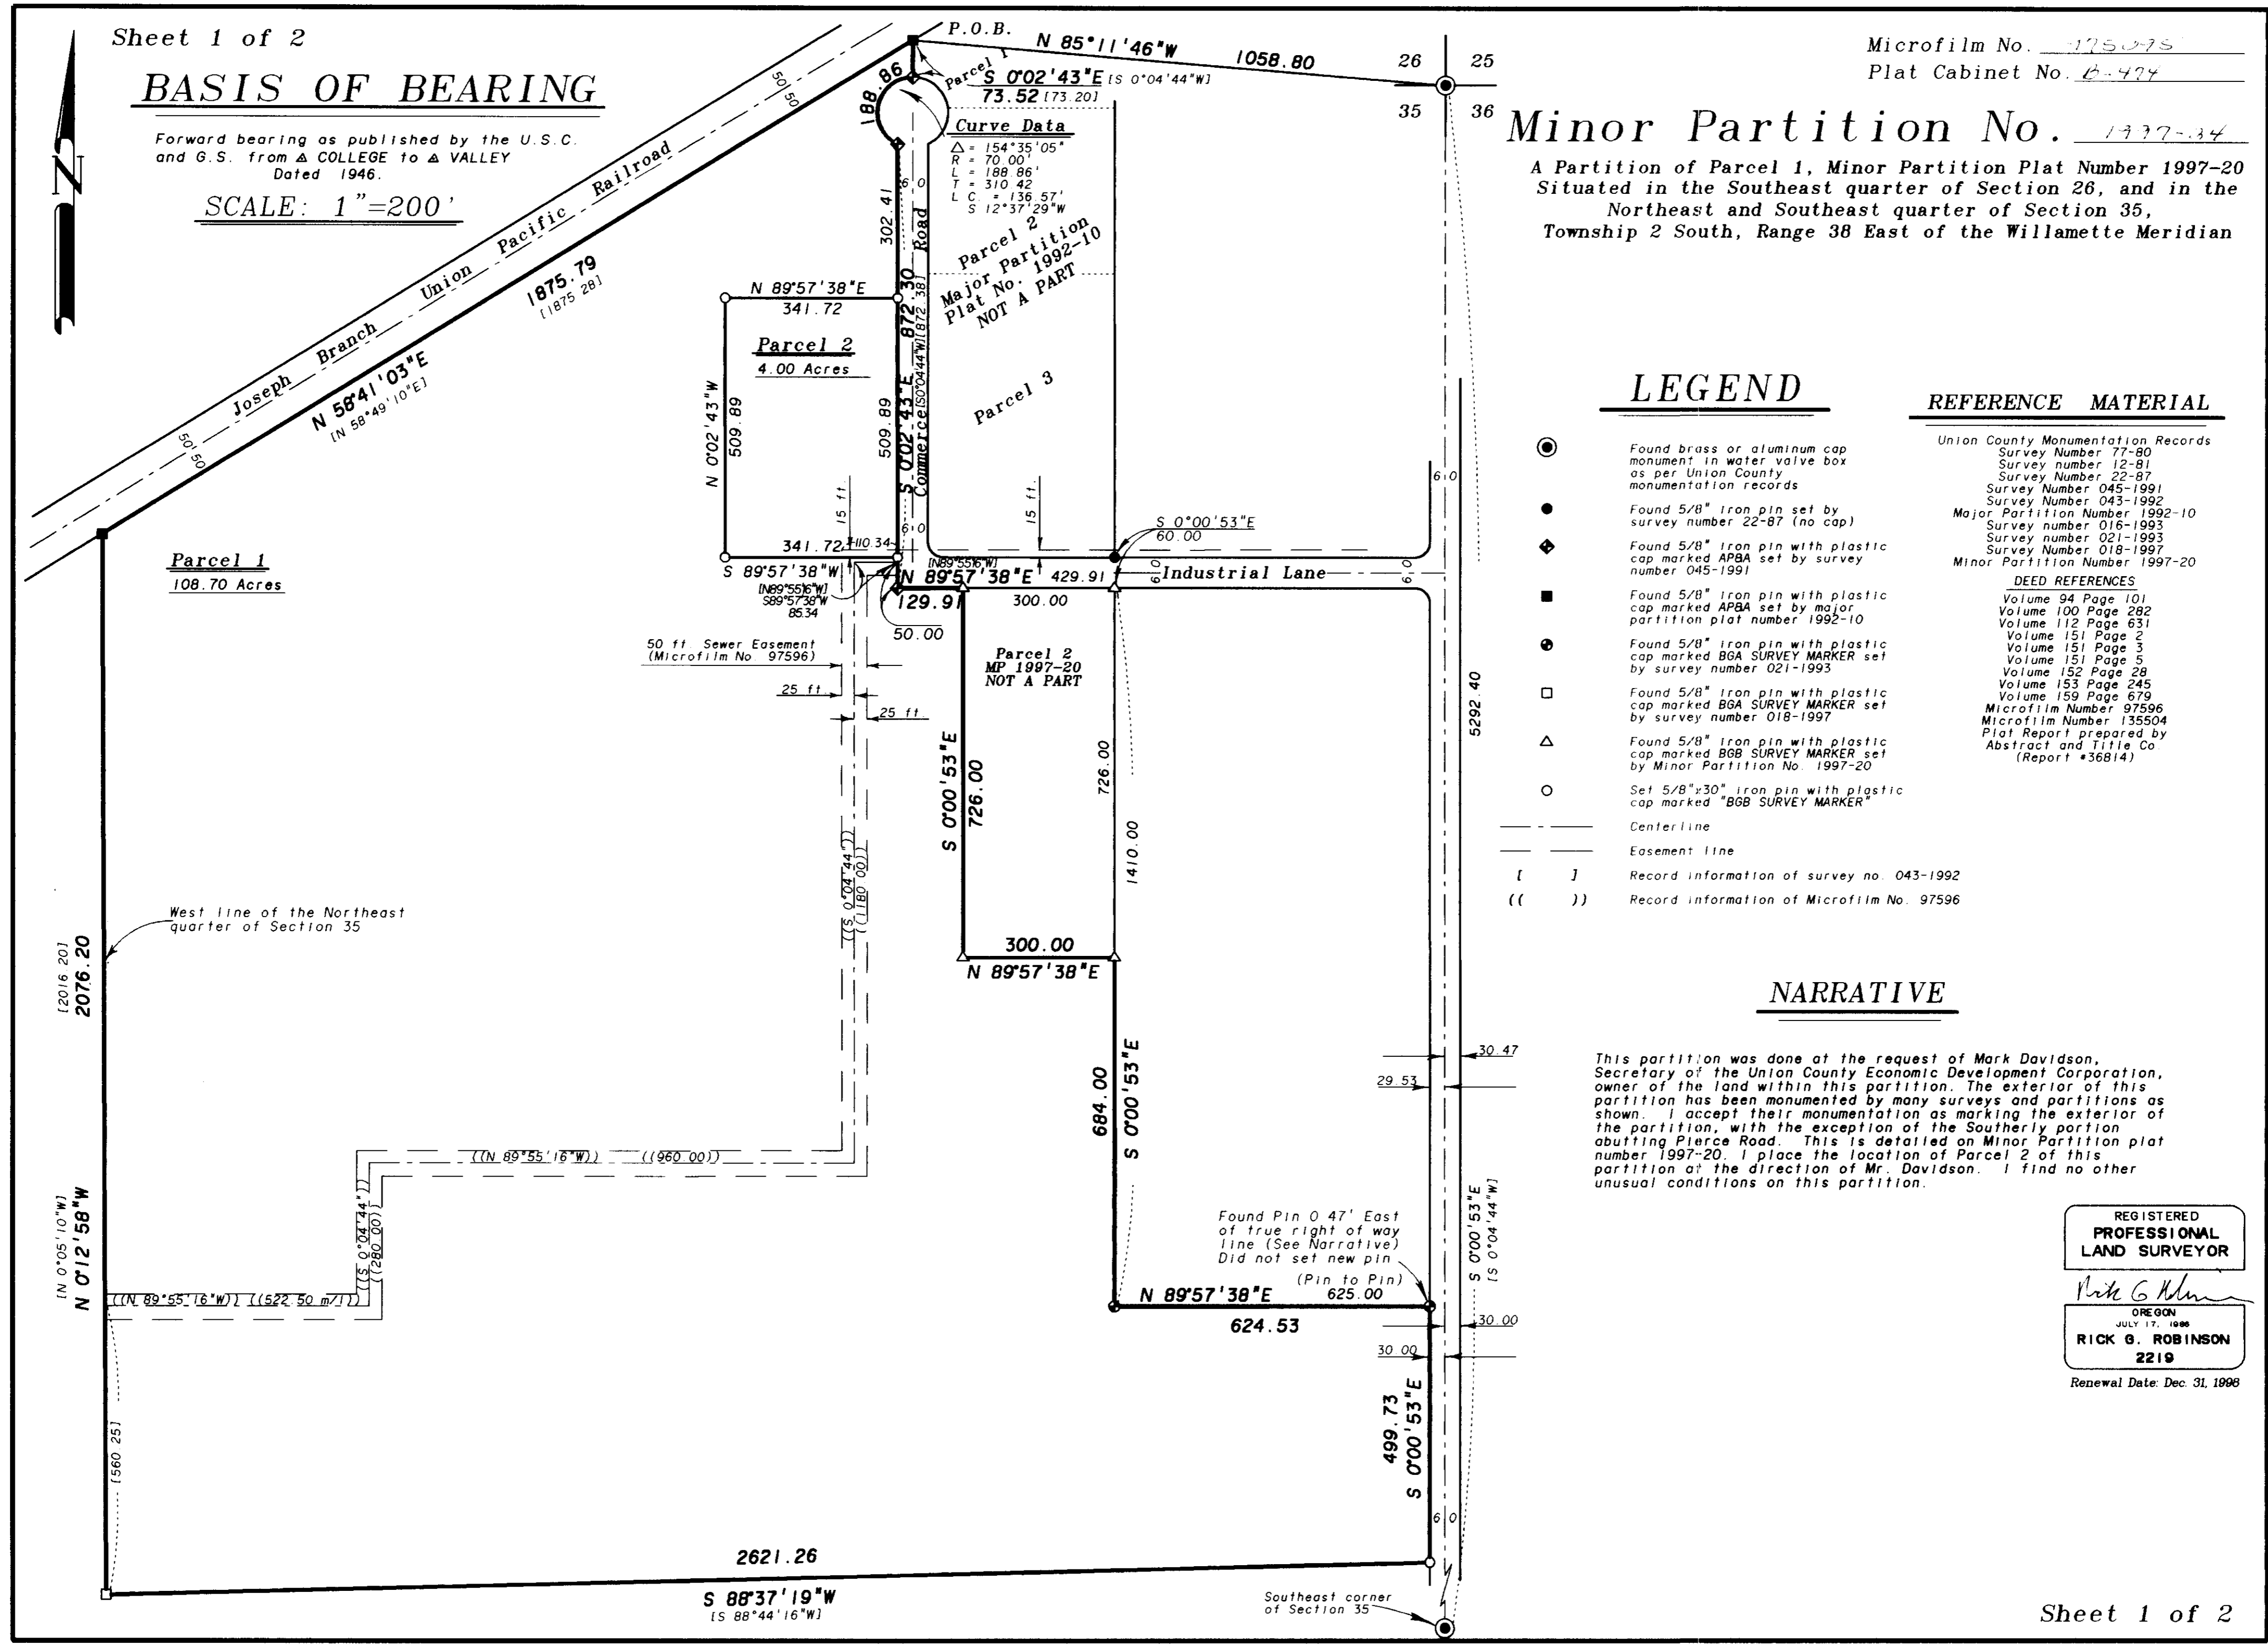 Sheet 1 of 2
BASIS OF BEARING
Forward bearing as published by the U.S.C.
and G.S. from △ COLLEGE to △ VALLEY
Dated 1946.
SCALE: 1"=200'
N
Microfilm No.
Plat Cabinet No. B-474
Minor Partition No. 1997-34
A Partition of Parcel 1, Minor Partition Plat Number 1997-20
Situated in the Southeast quarter of Section 26, and in the
Northeast and Southeast quarter of Section 35,
Township 2 South, Range 38 East of the Willamette Meridian
P.O.B.
N 85°11'46"W 1058.80
26 25
35 36
Parcel 1
S 0°02'43"E [S 0°04'44"W]
73.52 [73.20]
188.86
Curve Data
△ = 154°35'05"
R = 70.00'
L = 188.86'
T = 310.42
L C. = 136.57'
S 12°37'29"W
Parcel 2
Major Partition
Plat No. 1992-10
NOT A PART
Parcel 3
Joseph Branch Union Pacific Railroad
50' 50'
50' 50'
1875.79
[1875 28]
N 58°41'03"E
[N 58°49'10"E]
302.41
60
Commerce Road
S 0°02'43"E 872.30
[S0°04'44"W][872.38]
N 89°57'38"E
341.72
Parcel 2
4.00 Acres
N 0°02'43"W
509.89
509.89
60
15 ft.
15 ft.
341.72
110.34
S 89°57'38"W
[N89°55'16"W]
S89°57'38"W
85.34
S 0°00'53"E
60.00
[N89°55'16"W]
N 89°57'38"E 429.91
129.91
300.00
50.00
60
Industrial Lane
60
60
Parcel 1
108.70 Acres
50 ft. Sewer Easement
(Microfilm No. 97596)
25 ft.
25 ft.
Parcel 2
MP 1997-20
NOT A PART
S 0°00'53"E
726.00
726.00
1410.00
5292.40
((S 0°04'44"))
((1180 00))
300.00
N 89°57'38"E
West line of the Northeast
quarter of Section 35
[2016 20]
2076.20
[N 0°05'10"W]
N 0°12'58"W
684.00
S 0°00'53"E
30.47
29.53
((N 89°55'16"W)) ((960 00))
((S 0°04'44"))
((280.00))
((N 89°55'16"W)) ((522.50 m/l))
[560 25]
Found Pin 0 47' East
of true right of way
line (See Narrative)
Did not set new pin
(Pin to Pin)
N 89°57'38"E 625.00
624.53
S 0°00'53"E
[S 0°04'44"W]
30.00
30.00
499.73
S 0°00'53"E
60
2621.26
S 88°37'19"W
[S 88°44'16"W]
Southeast corner
of Section 35
LEGEND
Found brass or aluminum cap
monument in water valve box
as per Union County
monumentation records
Found 5/8" iron pin set by
survey number 22-87 (no cap)
Found 5/8" iron pin with plastic
cap marked AP&A set by survey
number 045-1991
Found 5/8" iron pin with plastic
cap marked AP&A set by major
partition plat number 1992-10
Found 5/8" iron pin with plastic
cap marked BGA SURVEY MARKER set
by survey number 021-1993
Found 5/8" iron pin with plastic
cap marked BGA SURVEY MARKER set
by survey number 018-1997
Found 5/8" iron pin with plastic
cap marked BGB SURVEY MARKER set
by Minor Partition No. 1997-20
Set 5/8"x30" iron pin with plastic
cap marked "BGB SURVEY MARKER"
Centerline
Easement line
[ ] Record information of survey no. 043-1992
(( )) Record information of Microfilm No. 97596
REFERENCE MATERIAL
Union County Monumentation Records
Survey Number 77-80
Survey number 12-81
Survey Number 22-87
Survey Number 045-1991
Survey Number 043-1992
Major Partition Number 1992-10
Survey number 016-1993
Survey number 021-1993
Survey Number 018-1997
Minor Partition Number 1997-20
DEED REFERENCES
Volume 94 Page 101
Volume 100 Page 282
Volume 112 Page 631
Volume 151 Page 2
Volume 151 Page 3
Volume 151 Page 5
Volume 152 Page 28
Volume 153 Page 245
Volume 159 Page 679
Microfilm Number 97596
Microfilm Number 135504
Plat Report prepared by
Abstract and Title Co.
(Report #36814)
NARRATIVE
This partition was done at the request of Mark Davidson,
Secretary of the Union County Economic Development Corporation,
owner of the land within this partition. The exterior of this
partition has been monumented by many surveys and partitions as
shown. I accept their monumentation as marking the exterior of
the partition, with the exception of the Southerly portion
abutting Pierce Road. This is detailed on Minor Partition plat
number 1997-20. I place the location of Parcel 2 of this
partition at the direction of Mr. Davidson. I find no other
unusual conditions on this partition.
REGISTERED
PROFESSIONAL
LAND SURVEYOR
OREGON
JULY 17, 1986
RICK G. ROBINSON
2219
Renewal Date: Dec. 31, 1998
Sheet 1 of 2